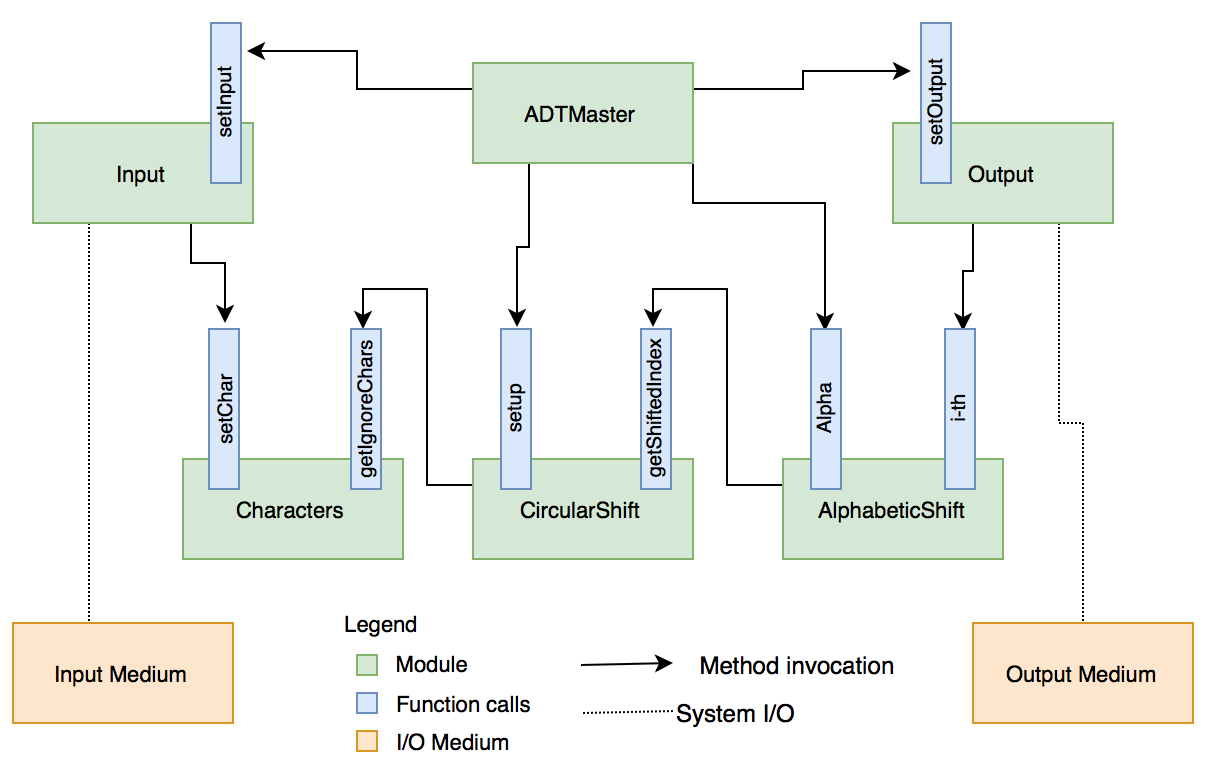 setInput
ADTMaster
setOutput
Input
Output
setChar
getIgnoreChars
setup
getShiftedIndex
Alpha
i-th
Characters
CircularShift
AlphabeticShift
Legend
Input Medium
Module
Method invocation
Output Medium
Function calls
System I/O
I/O Medium